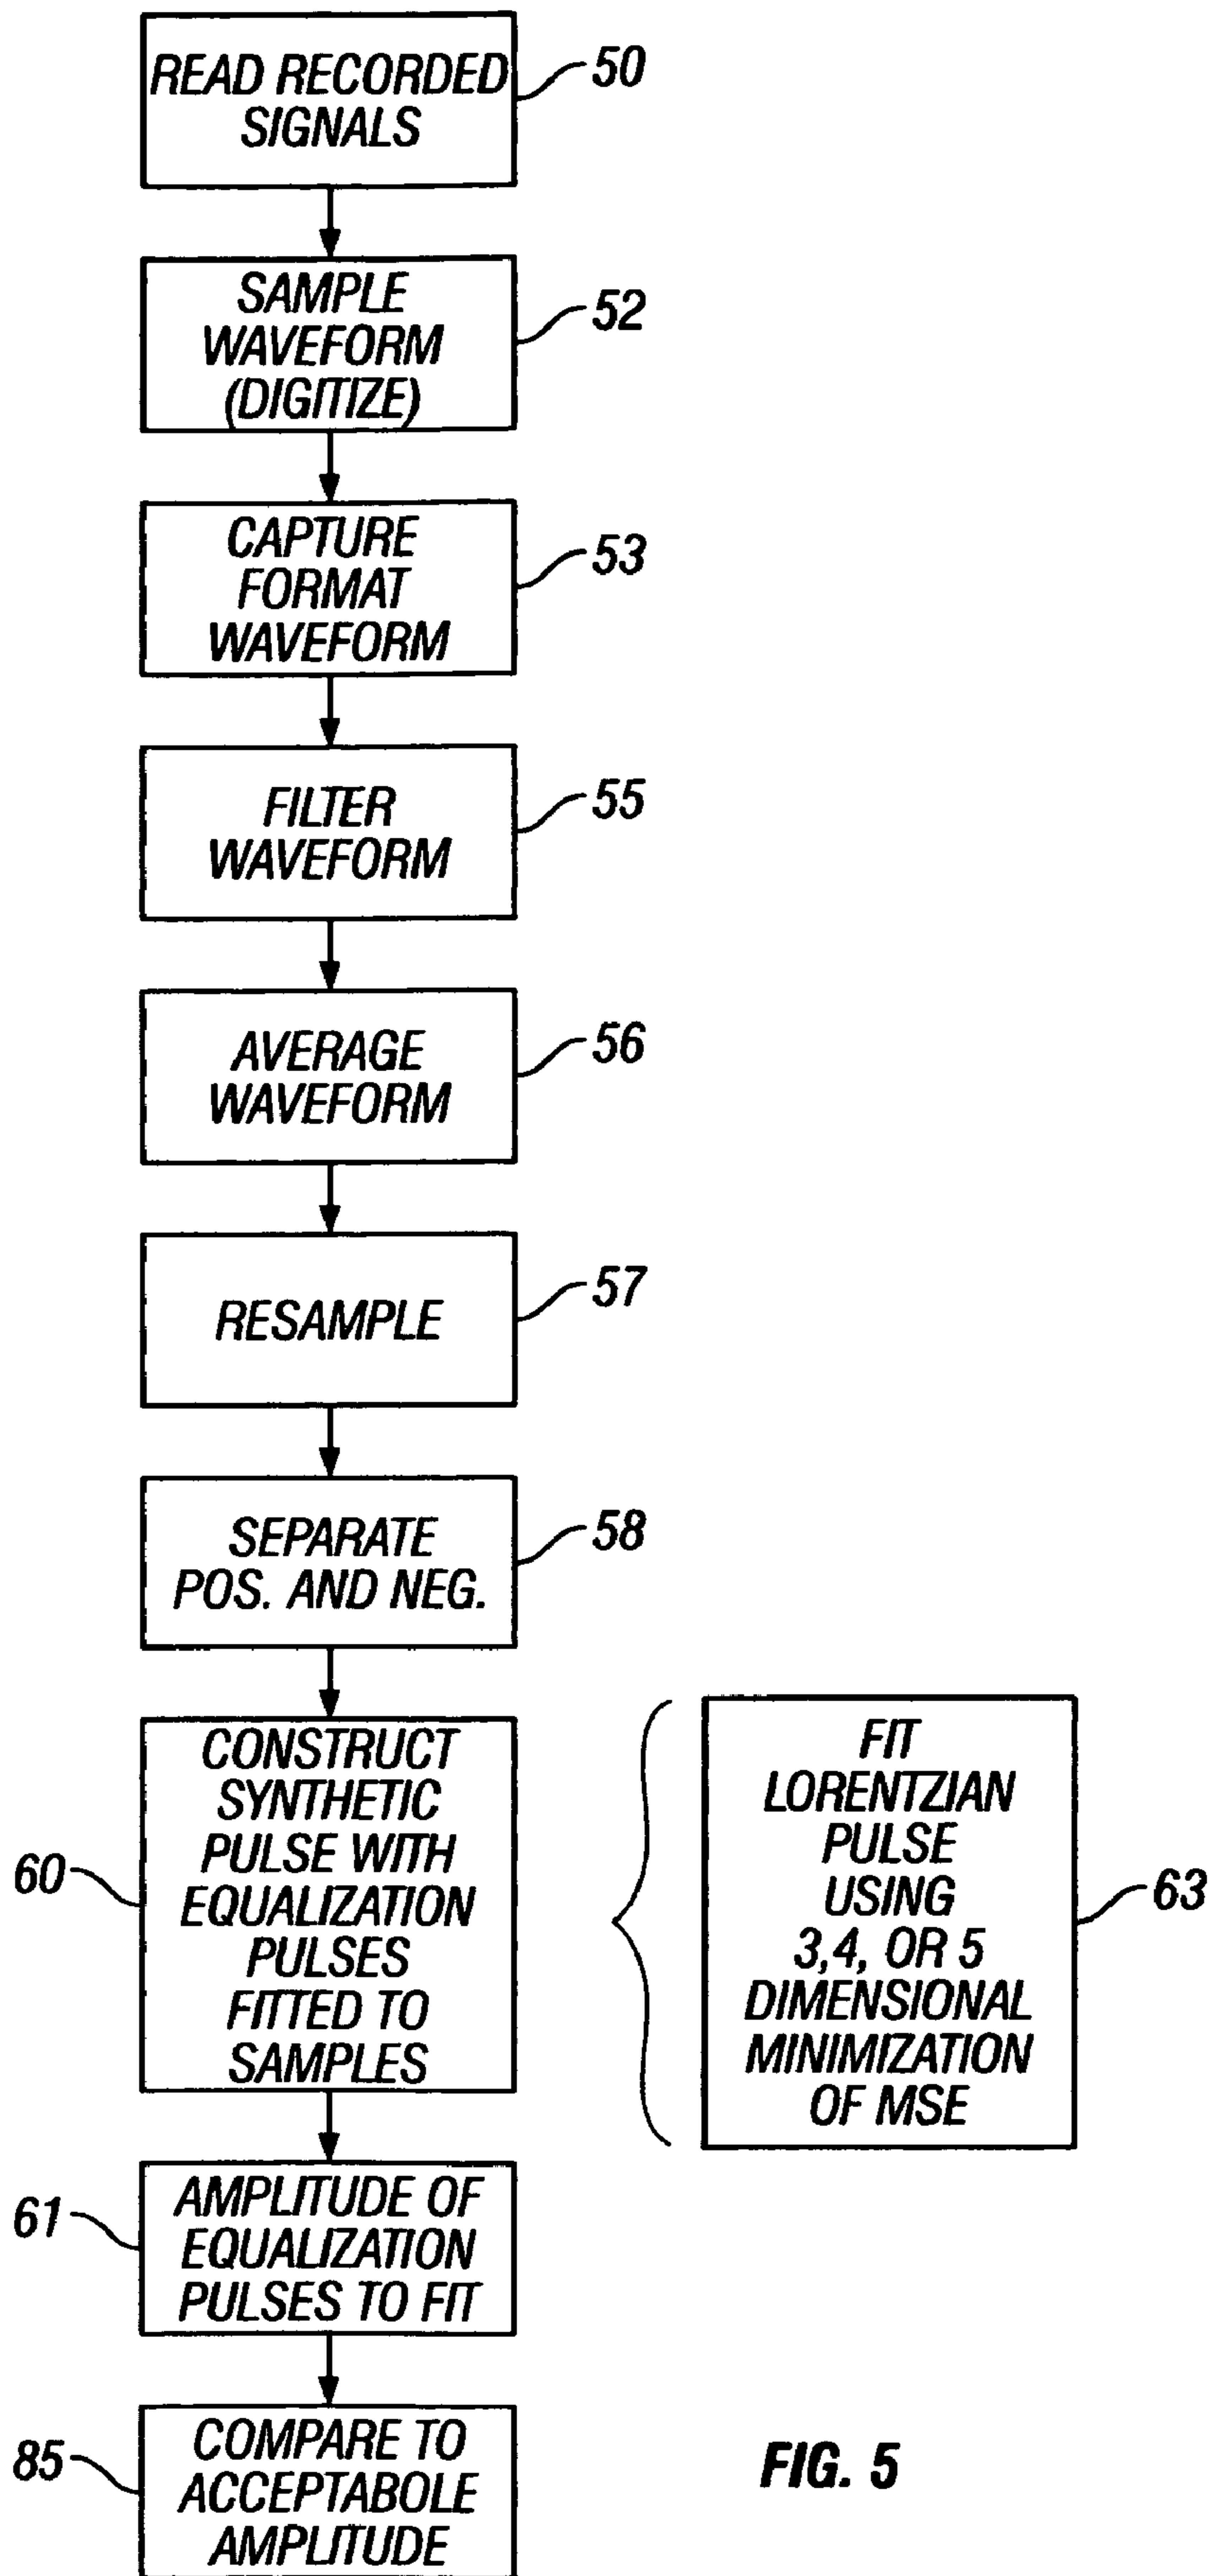 READ RECORDED
SIGNALS
50
SAMPLE
WAVEFORM
(DIGITIZE)
52
CAPTURE
FORMAT
WAVEFORM
53
FILTER
WAVEFORM
55
AVERAGE
WAVEFORM
56
RESAMPLE
57
SEPARATE
POS. AND NEG.
58
CONSTRUCT
SYNTHETIC
PULSE WITH
EQUALIZATION
PULSES
FITTED TO
SAMPLES
60
FIT
LORENTZIAN
PULSE
USING
3,4, OR 5
DIMENSIONAL
MINIMIZATION
OF MSE
63
AMPLITUDE OF
EQUALIZATION
PULSES TO FIT
61
COMPARE TO
ACCEPTABOLE
AMPLITUDE
85
FIG. 5